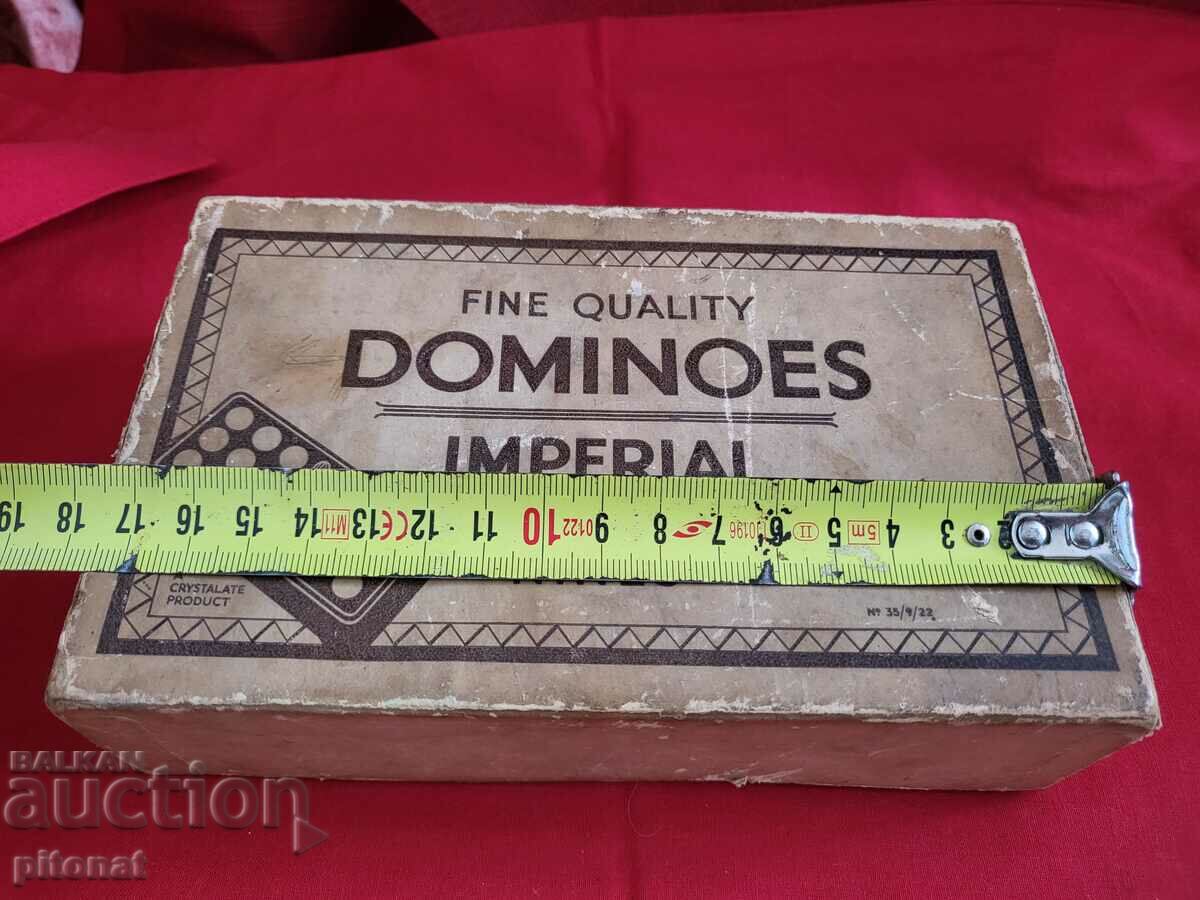 FINE QUALITY
DOMINOES
IMPERIAL
19 18 17 16 15 14 M11 13 CE 12 11 10 0122 9 8 7 0196 6 II 5 5m 4 3
CRYSTALATE
PRODUCT
Nº 35/9/22
BALKAN
auction
pitonat